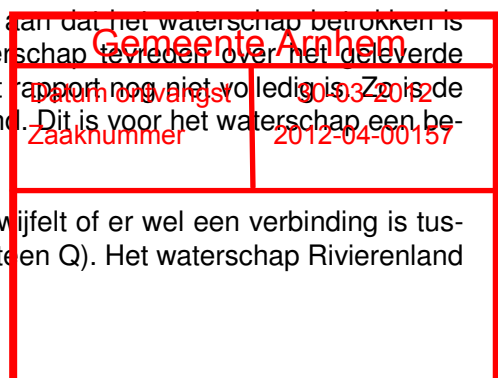 aan dat het waterschap betrokken is
Gemeente Arnhem
erschap tevreden over het geleverde
t rapport nog niet volledig is. Zo is de
Datum ontvangst 30-03-2012
d. Dit is voor het waterschap een be-
Zaaknummer 2012-04-00157
wijfelt of er wel een verbinding is tus-
teen Q). Het waterschap Rivierenland